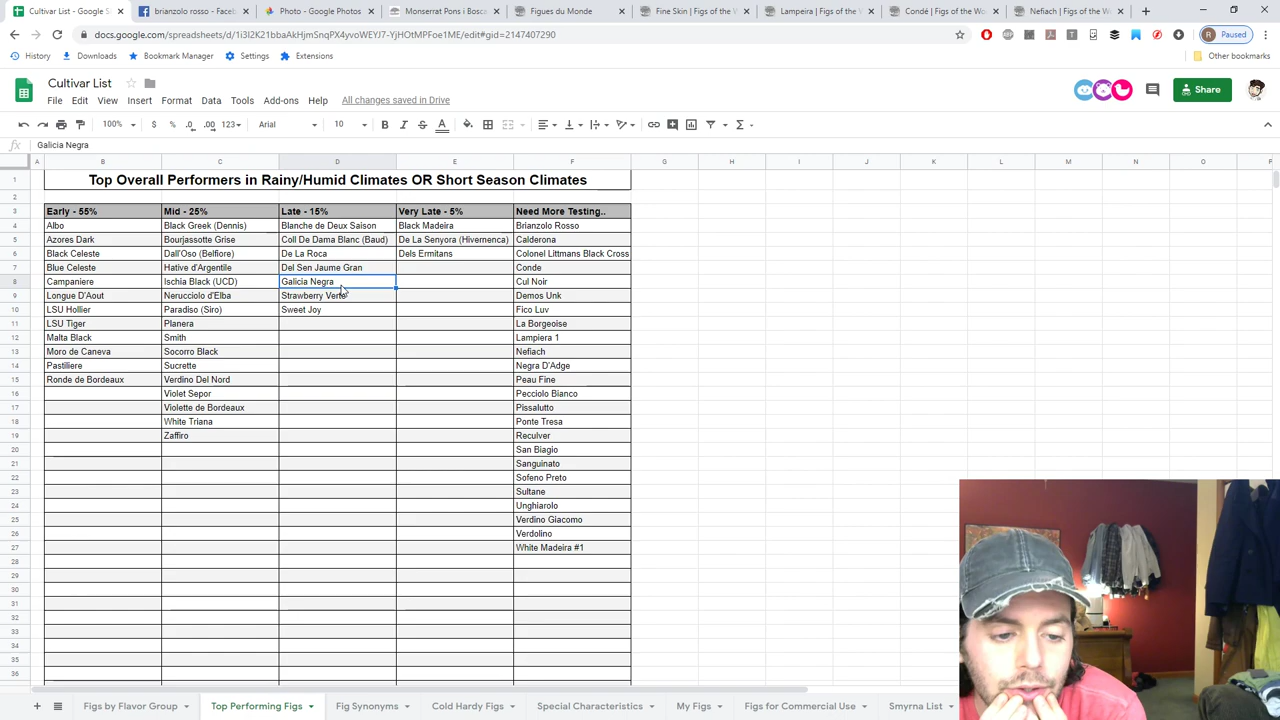 Cultivar List - Google S
brianzolo rosso - Faceb
Photo - Google Photos
Monserrat Pons i Bosca
Figues du Monde
Fine Skin | Figs of the W
Lampeira | Figs of the V
Condé | Figs of the Wo
Nefiach | Figs of the W
docs.google.com/spreadsheets/d/1i3I2K21bbaAkHjmSnqPX4yvoWEYJ7-YjHOtMPFoe1ME/edit#gid=2147407290
Paused
History Downloads Bookmark Manager Settings Extensions Other bookmarks
Cultivar List
File Edit View Insert Format Data Tools Add-ons Help All changes saved in Drive
Share
100% $ % .0 .00 123 Arial 10 B I S A
fx Galicia Negra
A B C D E F G H I J K L M N O P
1 Top Overall Performers in Rainy/Humid Climates OR Short Season Climates
2
3 Early - 55% Mid - 25% Late - 15% Very Late - 5% Need More Testing..
4 Albo Black Greek (Dennis) Blanche de Deux Saison Black Madeira Brianzolo Rosso
5 Azores Dark Bourjassotte Grise Coll De Dama Blanc (Baud) De La Senyora (Hivernenca) Calderona
6 Black Celeste Dall'Oso (Belfiore) De La Roca Dels Ermitans Colonel Littmans Black Cross
7 Blue Celeste Hative d'Argentile Del Sen Jaume Gran Conde
8 Campaniere Ischia Black (UCD) Galicia Negra Cul Noir
9 Longue D'Aout Nerucciolo d'Elba Strawberry Verte Demos Unk
10 LSU Hollier Paradiso (Siro) Sweet Joy Fico Luv
11 LSU Tiger Planera La Borgeoise
12 Malta Black Smith Lampiera 1
13 Moro de Caneva Socorro Black Nefiach
14 Pastiliere Sucrette Negra D'Adge
15 Ronde de Bordeaux Verdino Del Nord Peau Fine
16 Violet Sepor Pecciolo Bianco
17 Violette de Bordeaux Pissalutto
18 White Triana Ponte Tresa
19 Zaffiro Reculver
20 San Biagio
21 Sanguinato
22 Sofeno Preto
23 Sultane
24 Unghiarolo
25 Verdino Giacomo
26 Verdolino
27 White Madeira #1
28
29
30
31
32
33
34
35
36
Figs by Flavor Group Top Performing Figs Fig Synonyms Cold Hardy Figs Special Characteristics My Figs Figs for Commercial Use Smyrna List